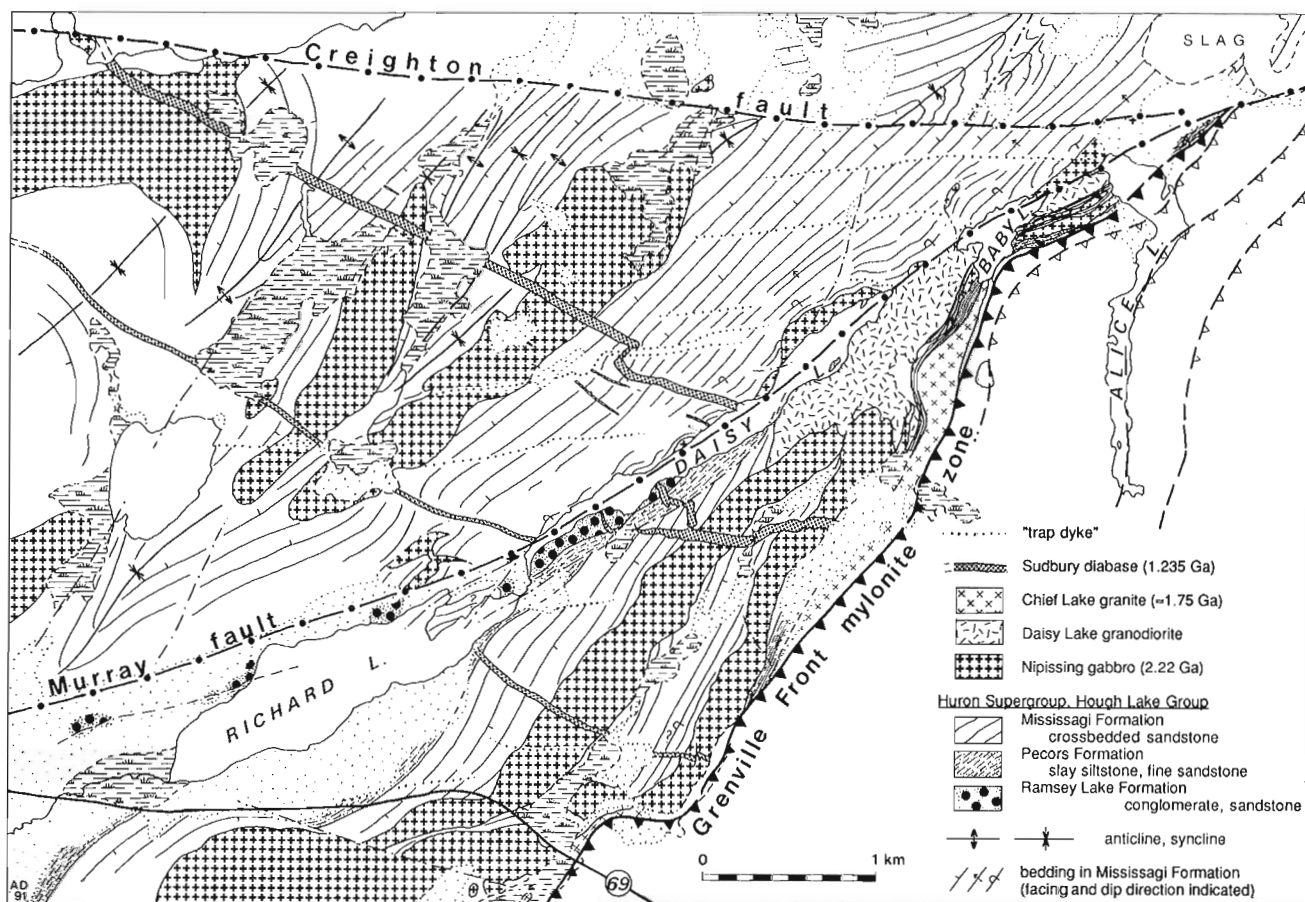 Creighton
fault
SLAG
BABY L.
ALICE L.
DAISY L.
Murray fault
RICHARD L.
Grenville Front mylonite zone
69
0 1 km
AD
91
"trap dyke"
Sudbury diabase (1.235 Ga)
Chief Lake granite (≈1.75 Ga)
Daisy Lake granodiorite
Nipissing gabbro (2.22 Ga)
Huron Supergroup, Hough Lake Group
Mississagi Formation
crossbedded sandstone
Pecors Formation
slay siltstone, fine sandstone
Ramsey Lake Formation
conglomerate, sandstone
anticline, syncline
bedding in Mississagi Formation
(facing and dip direction indicated)